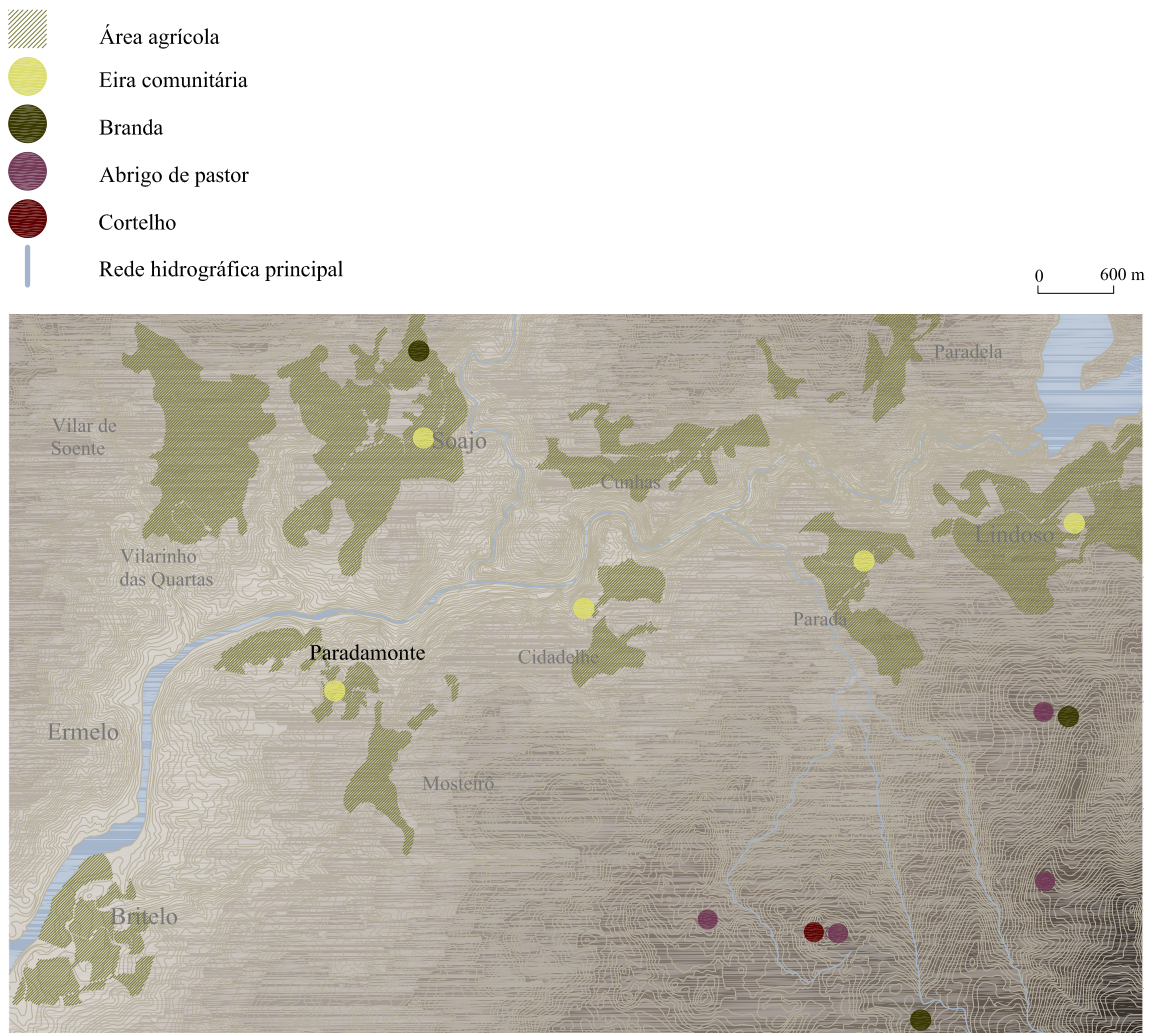 Área agrícola
Eira comunitária
Branda
Abrigo de pastor
Cortelho
Rede hidrográfica principal
0 600 m
Paradela
Vilar de
Soente
Soajo
Cunhas
Lindoso
Vilarinho
das Quartas
Parada
Paradamonte
Cidadelhe
Ermelo
Mosteirô
Britelo